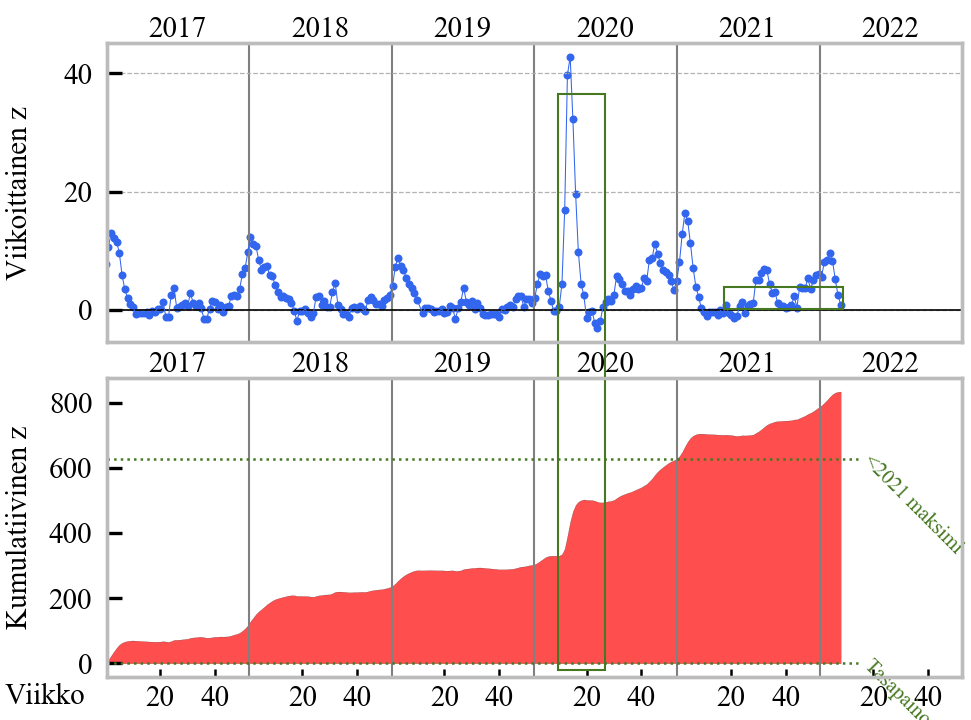 2017 2018 2019 2020 2021 2022
Viikoittainen z
40
20
0
2017 2018 2019 2020 2021 2022
Kumulatiivinen z
800
600
400
200
0
<2021 maksimi
Tasapaino
Viikko 20 40 20 40 20 40 20 40 20 40 20 40